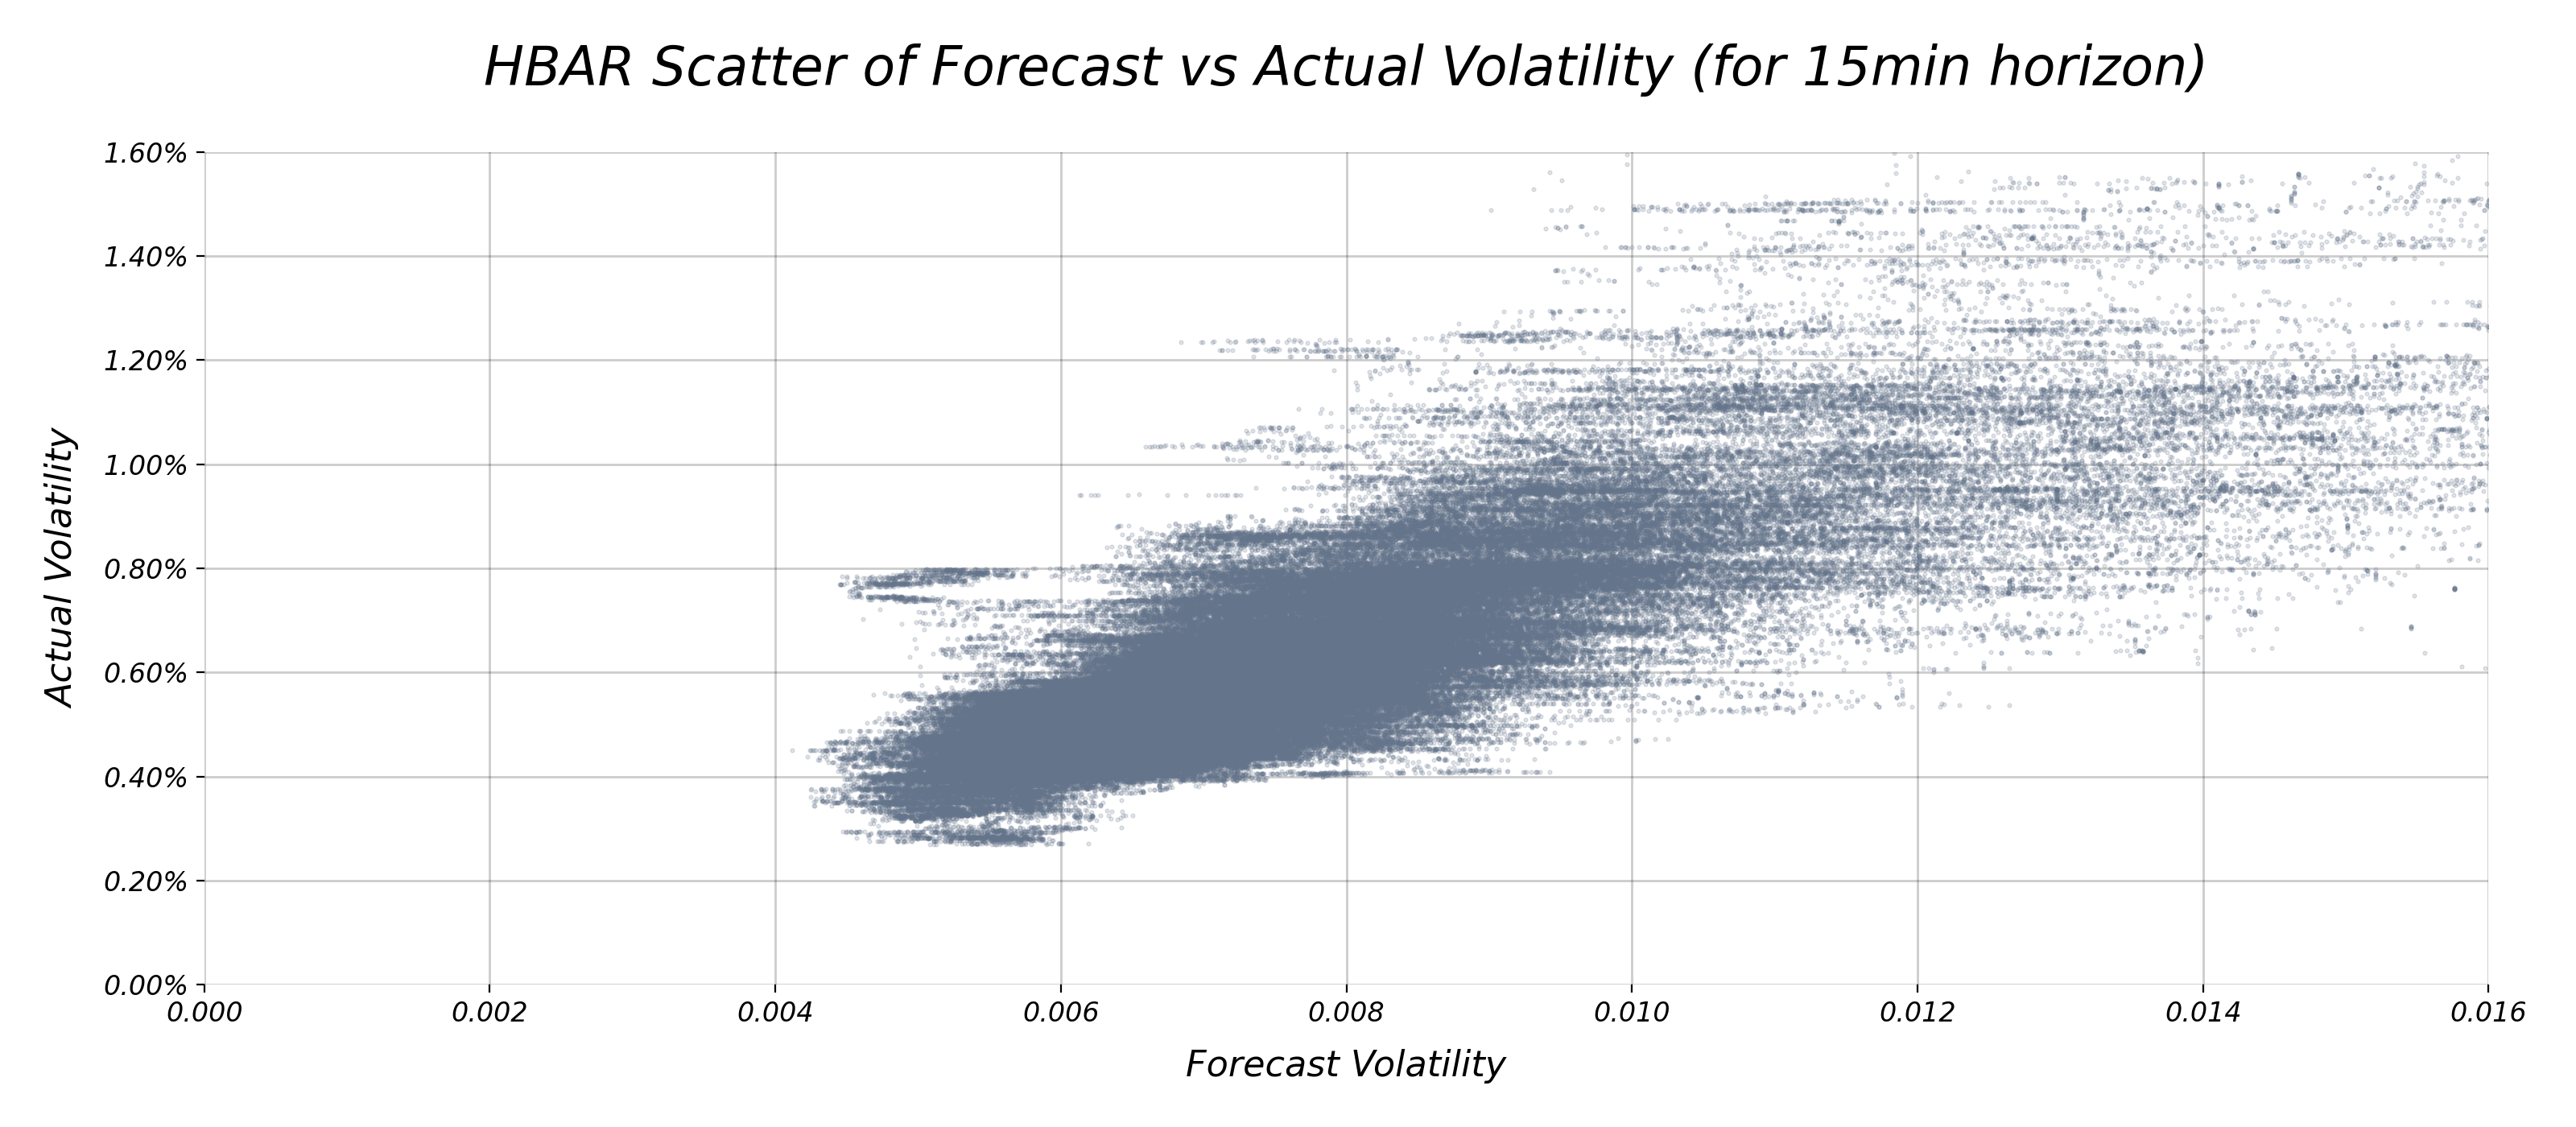 HBAR Scatter of Forecast vs Actual Volatility (for 15min horizon)
1.60%
1.40%
1.20%
1.00%
0.80%
0.60%
0.40%
0.20%
0.00%
Actual Volatility
0.000 0.002 0.004 0.006 0.008 0.010 0.012 0.014 0.016
Forecast Volatility